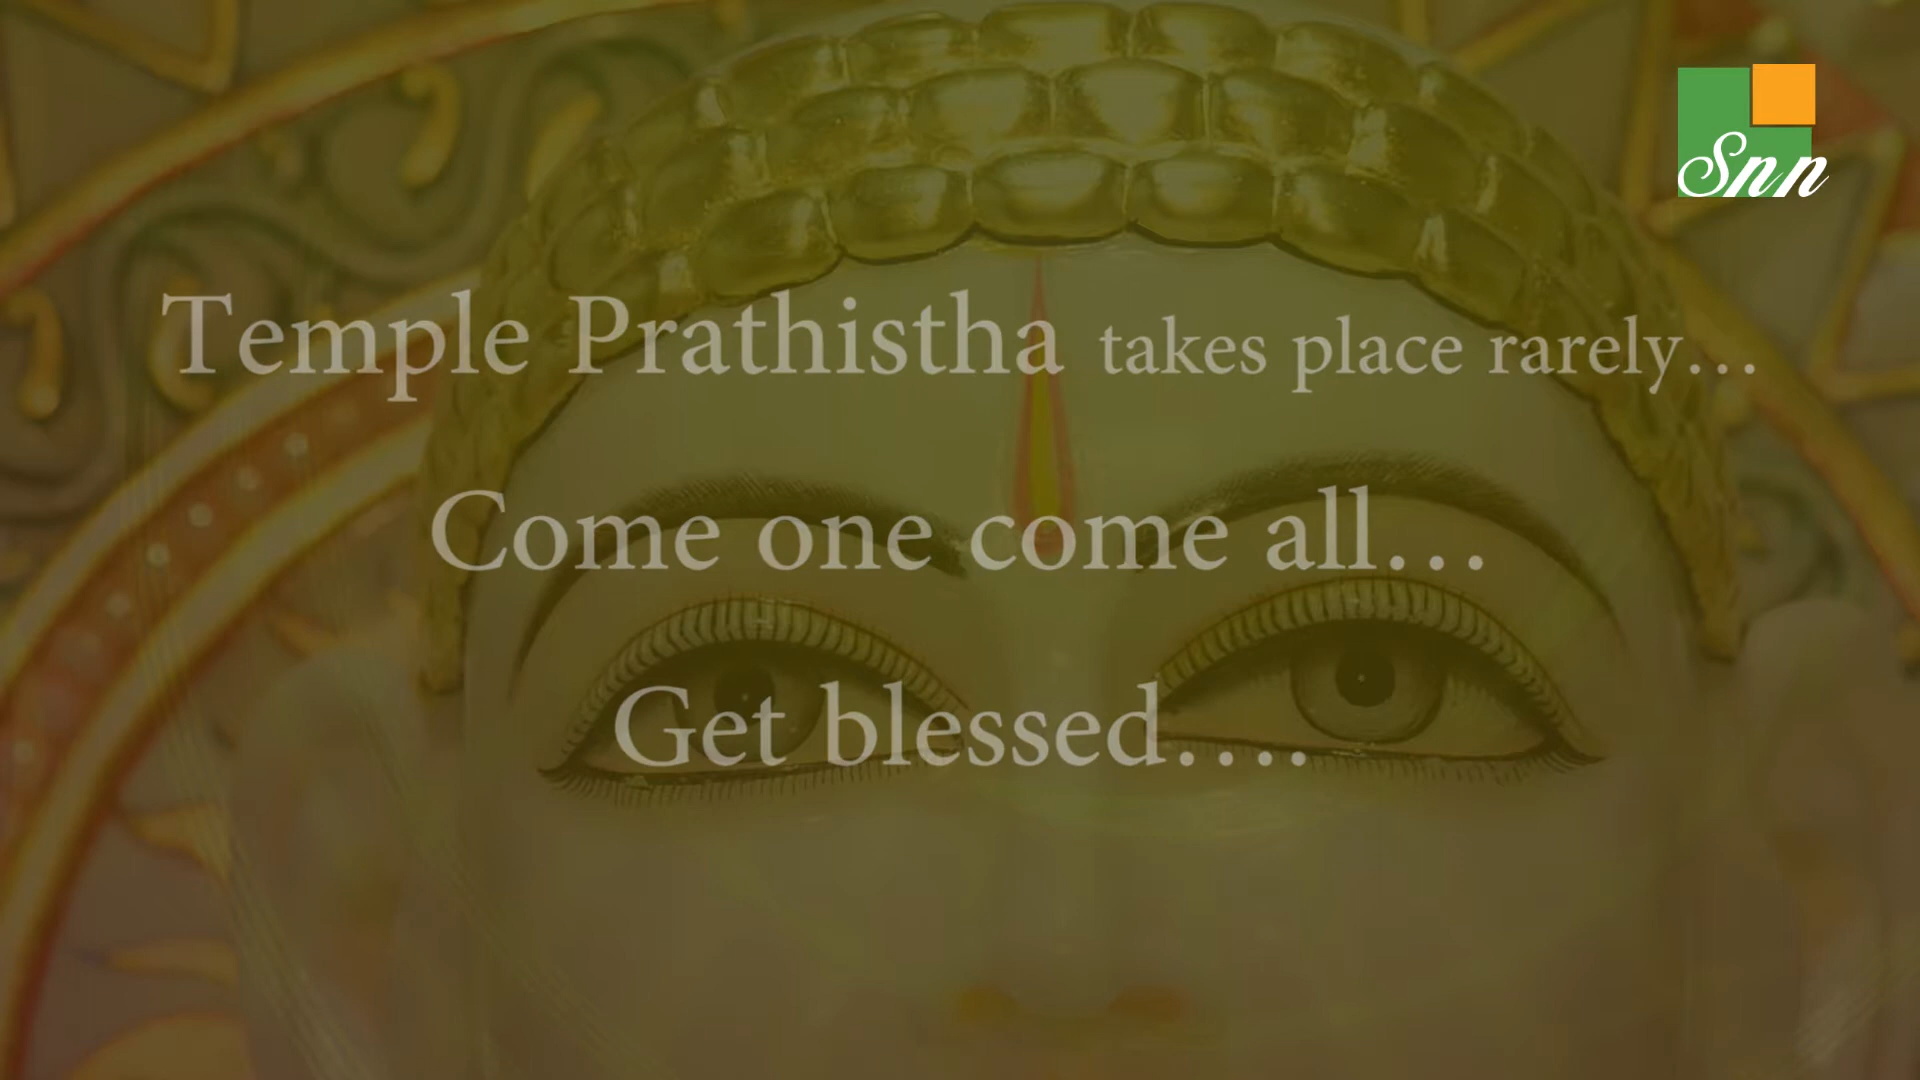 Snn
Temple Prathistha takes place rarely...
Come one come all...
Get blessed....